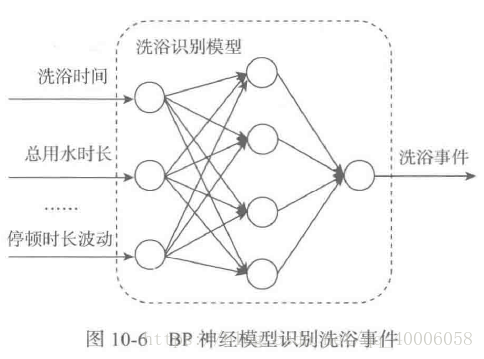 洗浴识别模型
洗浴时间
总用水时长
洗浴事件
......
停顿时长波动
图 10-6 BP 神经模型识别洗浴事件
40006058